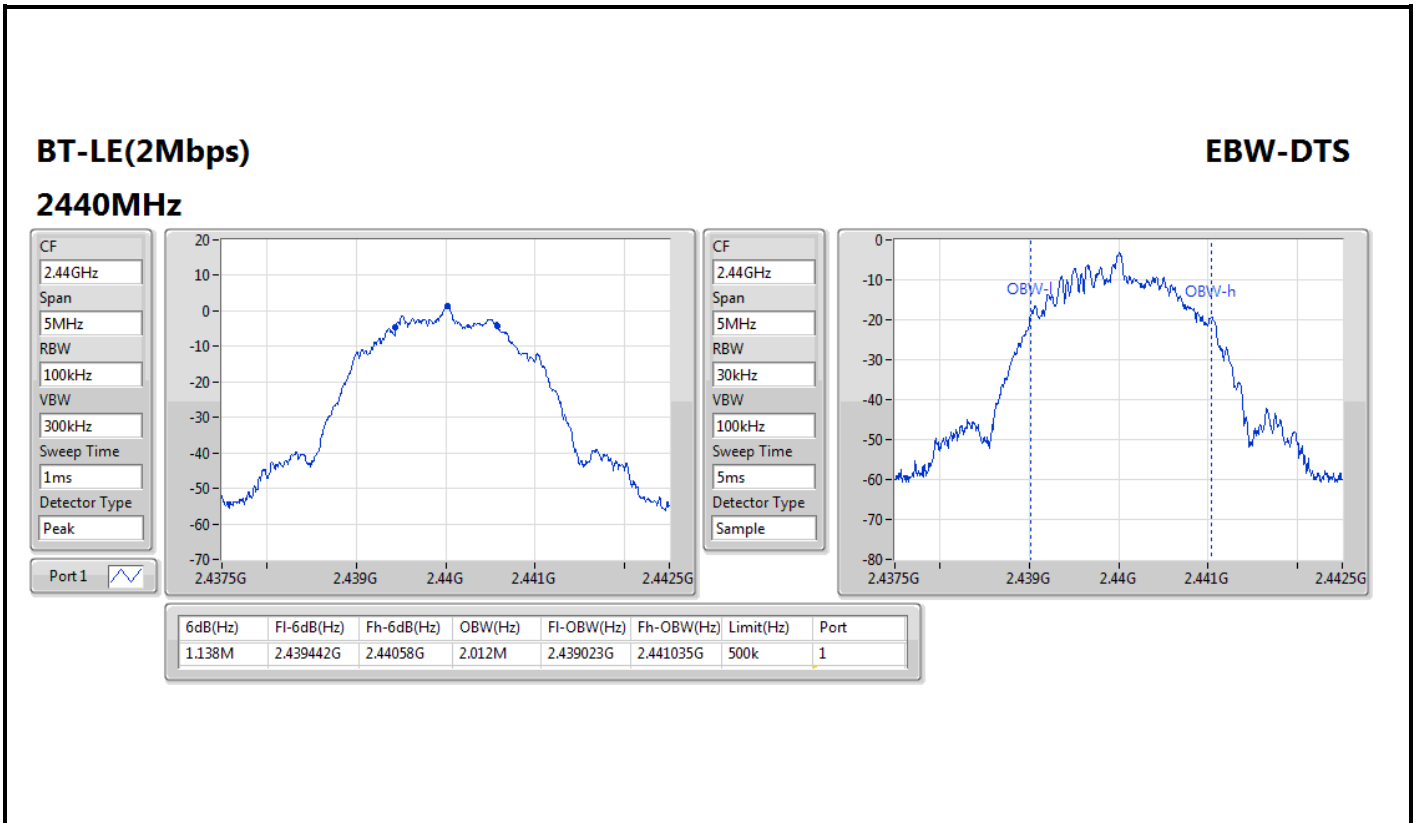 BT-LE(2Mbps)
EBW-DTS
2440MHz
CF
2.44GHz
Span
5MHz
RBW
100kHz
VBW
300kHz
Sweep Time
1ms
Detector Type
Peak
Port 1
20
10
0
-10
-20
-30
-40
-50
-60
-70
2.4375G 2.439G 2.44G 2.441G 2.4425G
CF
2.44GHz
Span
5MHz
RBW
30kHz
VBW
100kHz
Sweep Time
5ms
Detector Type
Sample
0
-10
-20
-30
-40
-50
-60
-70
-80
OBW-l
OBW-h
2.4375G 2.439G 2.44G 2.441G 2.4425G
6dB(Hz) Fl-6dB(Hz) Fh-6dB(Hz) OBW(Hz) Fl-OBW(Hz) Fh-OBW(Hz) Limit(Hz) Port
1.138M 2.439442G 2.44058G 2.012M 2.439023G 2.441035G 500k 1